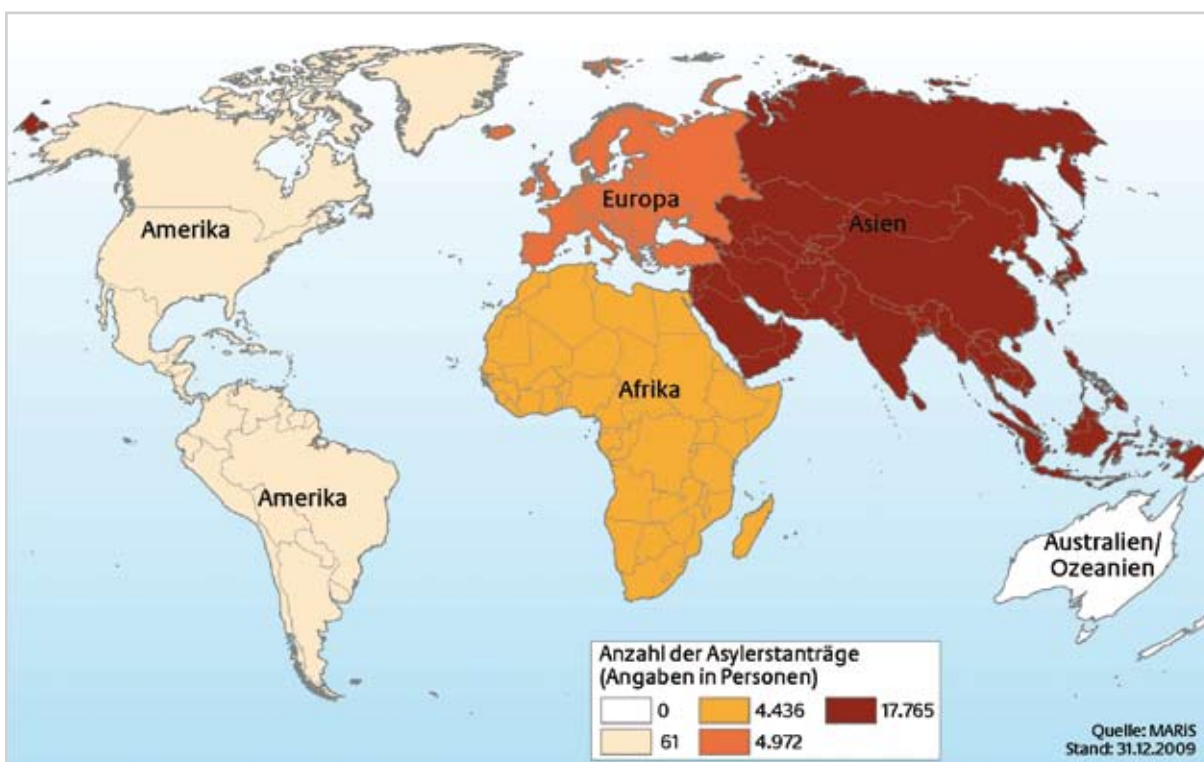 Amerika
Europa
Asien
Afrika
Amerika
Australien/
Ozeanien
Anzahl der Asylerstanträge
(Angaben in Personen)
0
4.436
17.765
61
4.972
Quelle: MARiS
Stand: 31.12.2009